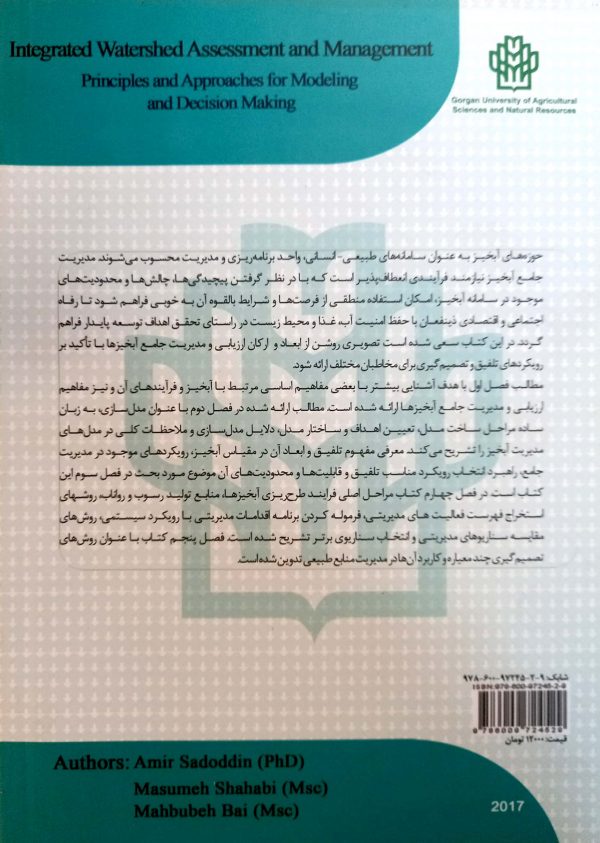 Integrated Watershed Assessment and Management
Principles and Approaches for Modeling
and Decision Making
Gorgan University of Agricultural
Sciences and Natural Resources
حوزه‌های آبخیز به عنوان سامانه‌های طبیعی- انسانی، واحد برنامه‌ریزی و مدیریت محسوب می‌شوند. مدیریت
جامع آبخیز نیازمند فرآیندی انعطاف‌پذیر است که با در نظر گرفتن پیچیدگی‌ها، چالش‌ها و محدودیت‌های
موجود در سامانه آبخیز، امکان استفاده منطقی از فرصت‌ها و شرایط بالقوه آن به خوبی فراهم شود تا رفاه
اجتماعی و اقتصادی ذینفعان با حفظ امنیت آب، غذا و محیط زیست در راستای تحقق اهداف توسعه پایدار فراهم
گردد. در این کتاب سعی شده است تصویری روشن از ابعاد و ارکان ارزیابی و مدیریت جامع آبخیزها با تأکید بر
رویکردهای تلفیق و تصمیم گیری برای مخاطبان مختلف ارائه شود.
مطالب فصل اول با هدف آشنایی بیشتر با بعضی مفاهیم اساسی مرتبط با آبخیز و فرآیندهای آن و نیز مفاهیم
ارزیابی و مدیریت جامع آبخیزها ارائه شده است. مطالب ارائه شده در فصل دوم با عنوان مدل‌سازی، به زبان
ساده مراحل ساخت مدل، تعیین اهداف و ساختار مدل، دلایل مدل‌سازی و ملاحظات کلی در مدل‌های
مدیریت آبخیز را تشریح می‌کنند. معرفی مفهوم تلفیق و ابعاد آن در مقیاس آبخیز، رویکردهای موجود در مدیریت
جامع، راهبرد انتخاب رویکرد مناسب تلفیق و قابلیت‌ها و محدودیت‌های آن موضوع مورد بحث در فصل سوم این
کتاب است. در فصل چهارم کتاب مراحل اصلی فرایند طرح‌ریزی آبخیزها، منابع تولید رسوب و رواناب، روشهای
استخراج فهرست فعالیت های مدیریتی، فرموله کردن برنامه اقدامات مدیریتی با رویکرد سیستمی، روش‌های
مقایسه سناریوهای مدیریتی و انتخاب سناریوی برتر تشریح شده است. فصل پنجم کتاب با عنوان روش‌های
تصمیم گیری چند معیاره و کاربرد آن‌ها در مدیریت منابع طبیعی تدوین شده است.
شابک: ۹-۲-۹۷۲۴۵-۶۰۰-۹۷۸
ISBN:978-600-97246-2-9
9786009724629
قیمت: ۱۲۰۰۰ تومان
Authors: Amir Sadoddin (PhD)
Masumeh Shahabi (Msc)
Mahbubeh Bai (Msc)
2017